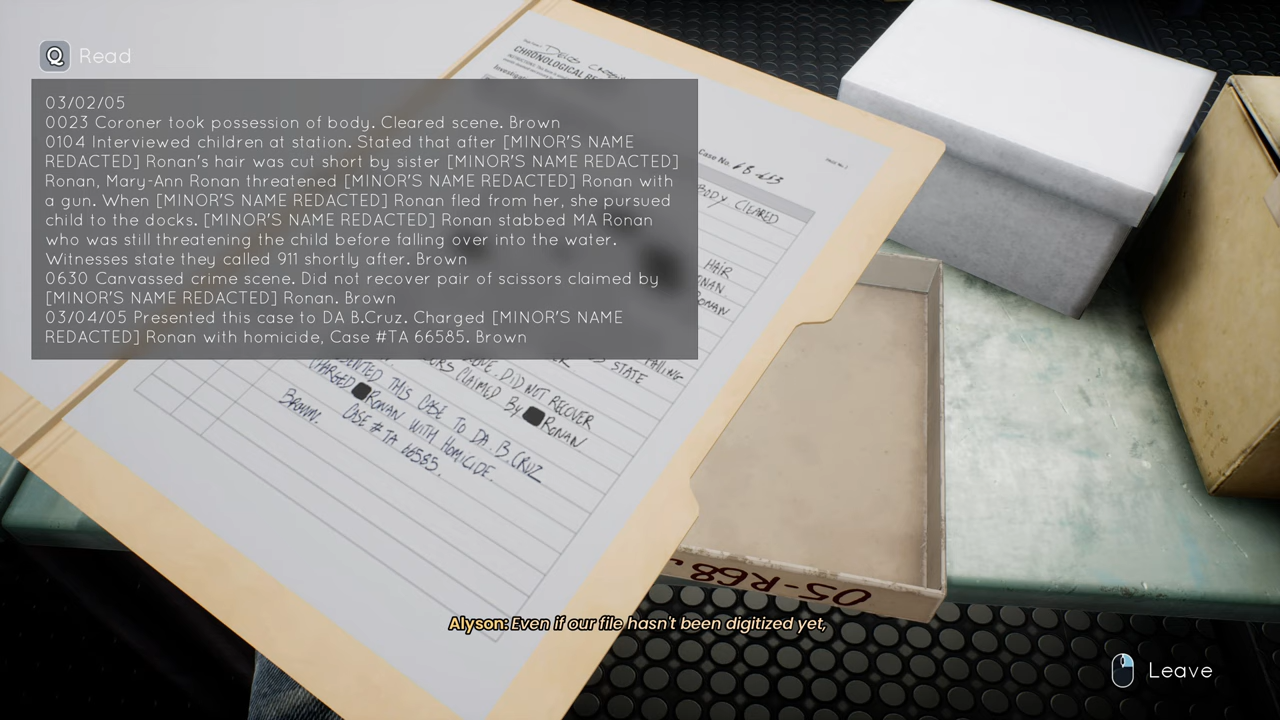 Q Read
03/02/05
0023 Coroner took possession of body. Cleared scene. Brown
0104 Interviewed children at station. Stated that after [MINOR'S NAME
REDACTED] Ronan's hair was cut short by sister [MINOR'S NAME REDACTED]
Ronan, Mary-Ann Ronan threatened [MINOR'S NAME REDACTED] Ronan with
a gun. When [MINOR'S NAME REDACTED] Ronan fled from her, she pursued
child to the docks. [MINOR'S NAME REDACTED] Ronan stabbed MA Ronan
who was still threatening the child before falling over into the water.
Witnesses state they called 911 shortly after. Brown
0630 Canvassed crime scene. Did not recover pair of scissors claimed by
[MINOR'S NAME REDACTED] Ronan. Brown
03/04/05 Presented this case to DA B.Cruz. Charged [MINOR'S NAME
REDACTED] Ronan with homicide, Case #TA 66585. Brown
CHRONOLOGICAL
Case No.
BODY CLEARED
HAIR
RONAN
FALLING
STATE
DID NOT RECOVER
CLAIMED BY RONAN
THIS CASE TO DA B. CRUZ
CHARGED RONAN WITH HOMICIDE.
CASE # TA 66585.
BROWN.
05-R68
Alyson: Even if our file hasn't been digitized yet,
Leave